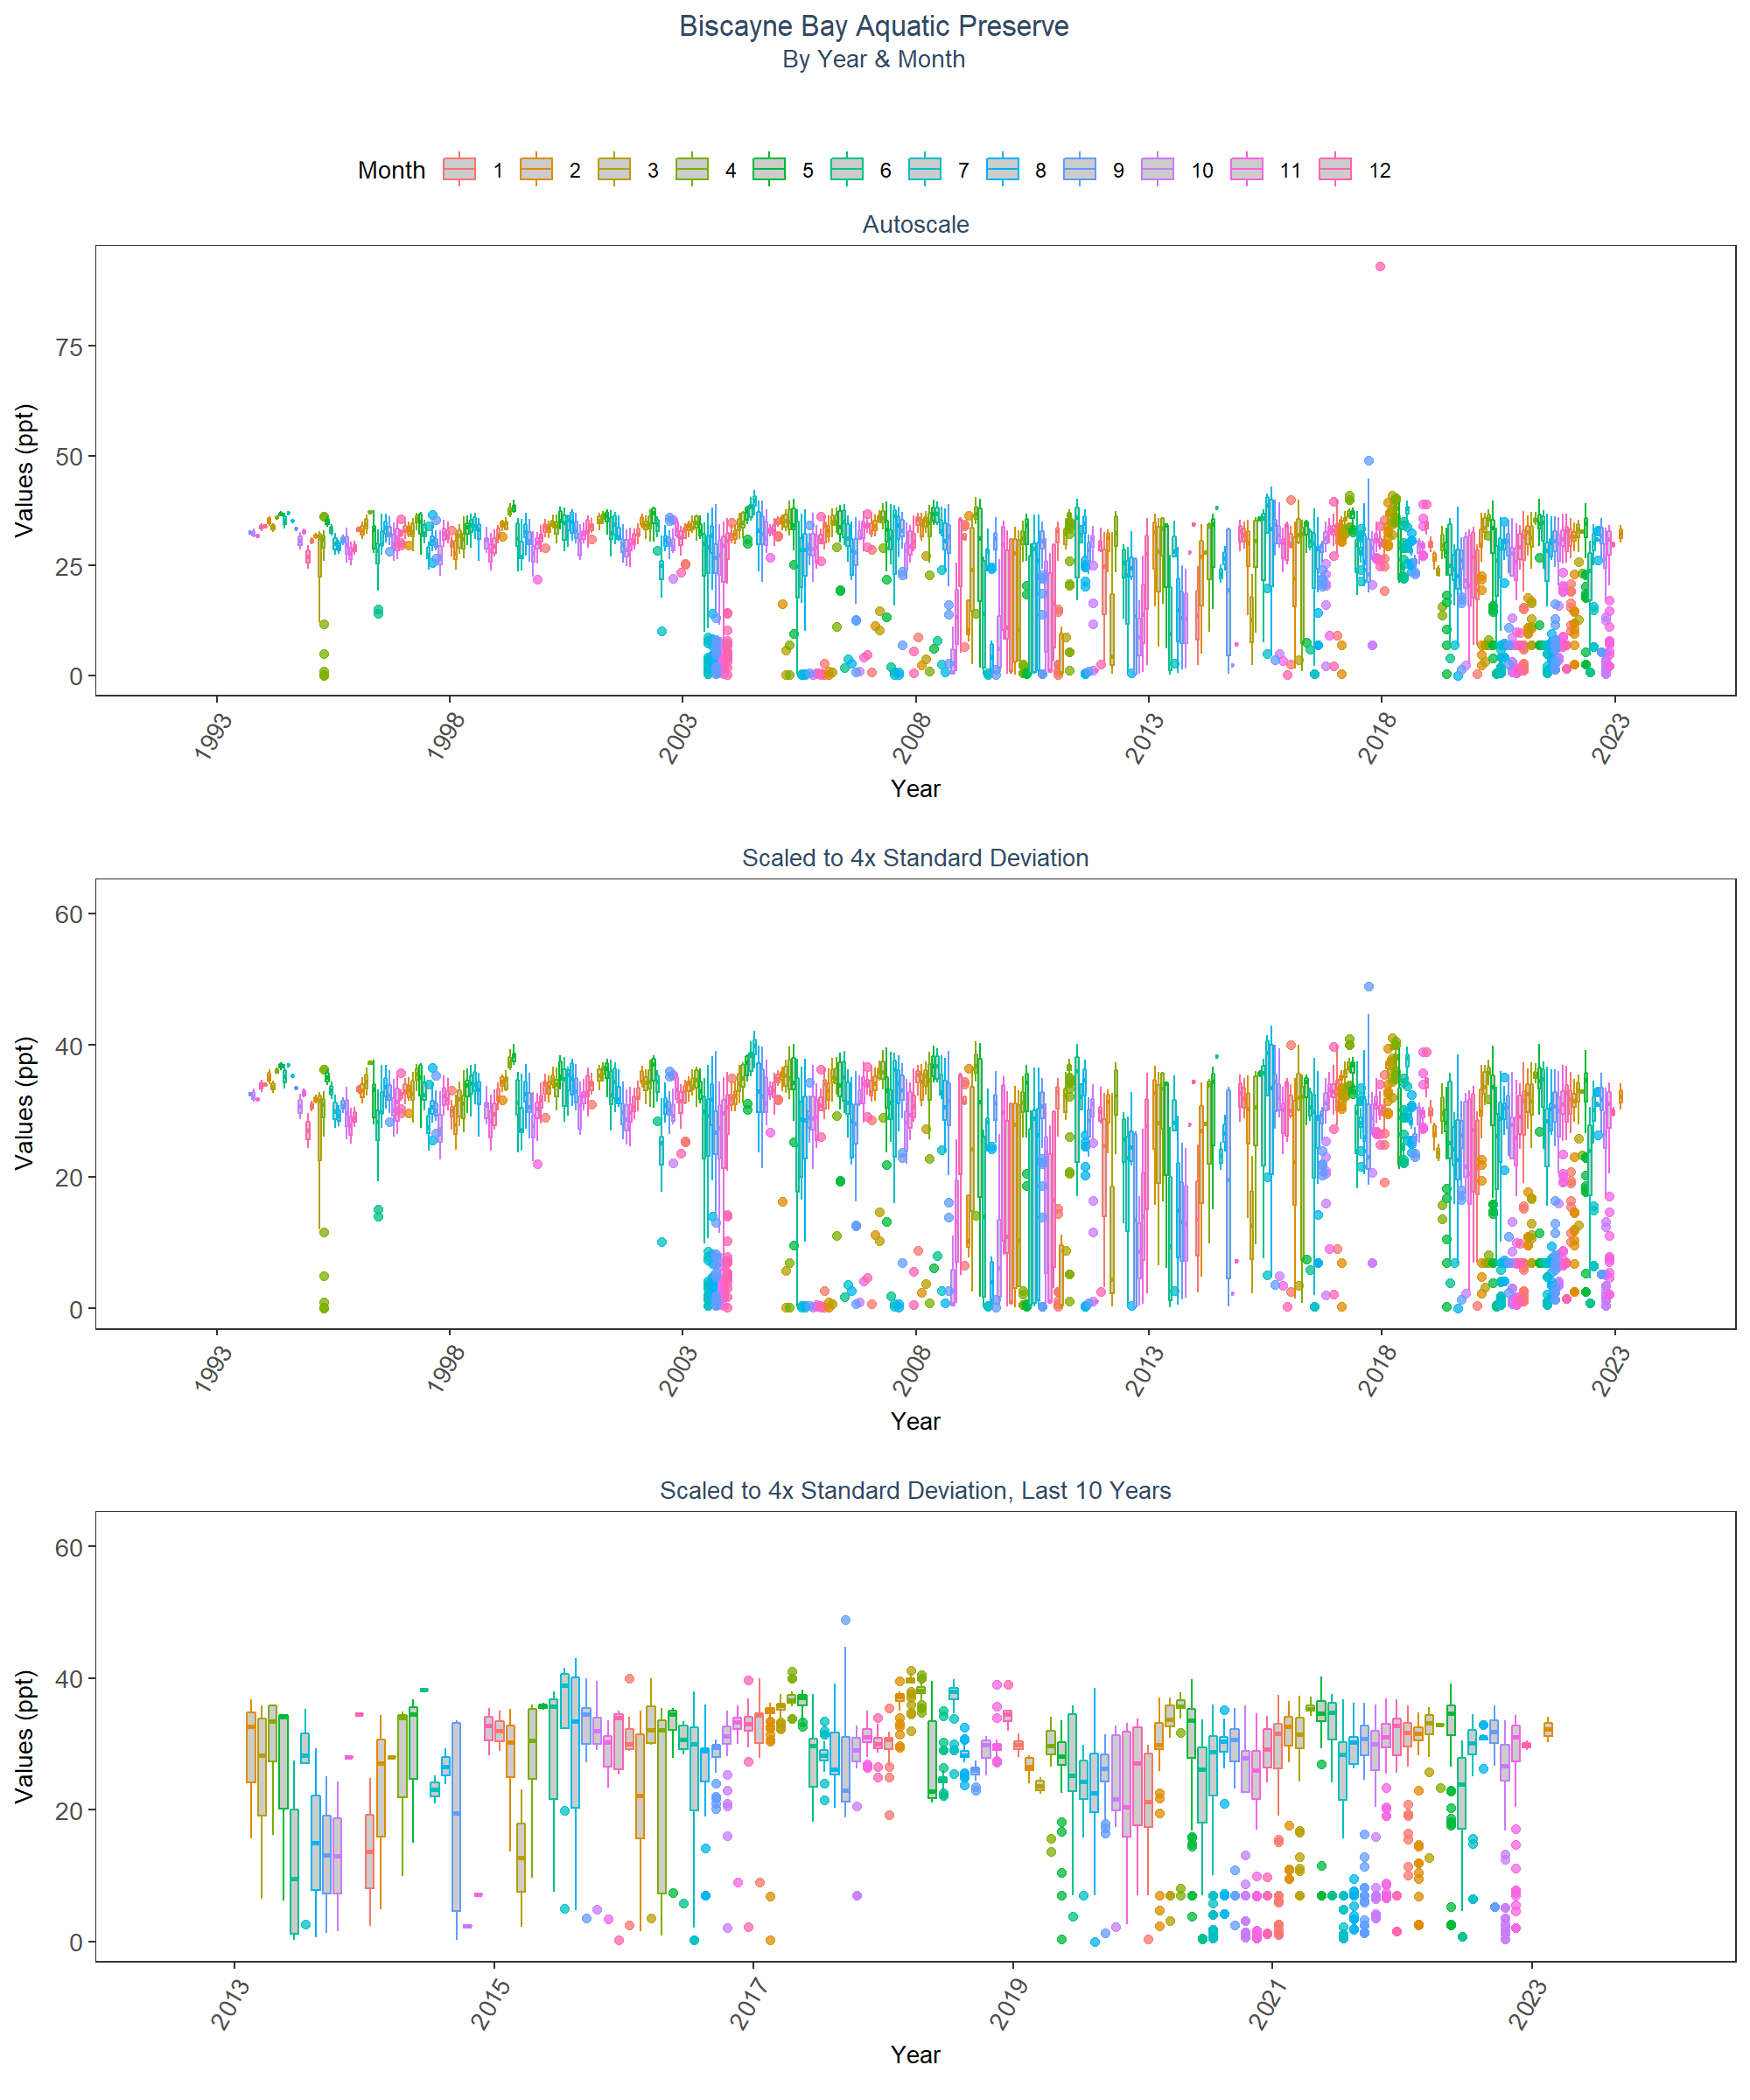 Biscayne Bay Aquatic Preserve
By Year & Month
Month 1 2 3 4 5 6 7 8 9 10 11 12
Autoscale
Values (ppt)
75
50
25
0
1993 1998 2003 2008 2013 2018 2023
Year
Scaled to 4x Standard Deviation
Values (ppt)
60
40
20
0
1993 1998 2003 2008 2013 2018 2023
Year
Scaled to 4x Standard Deviation, Last 10 Years
Values (ppt)
60
40
20
0
2013 2015 2017 2019 2021 2023
Year